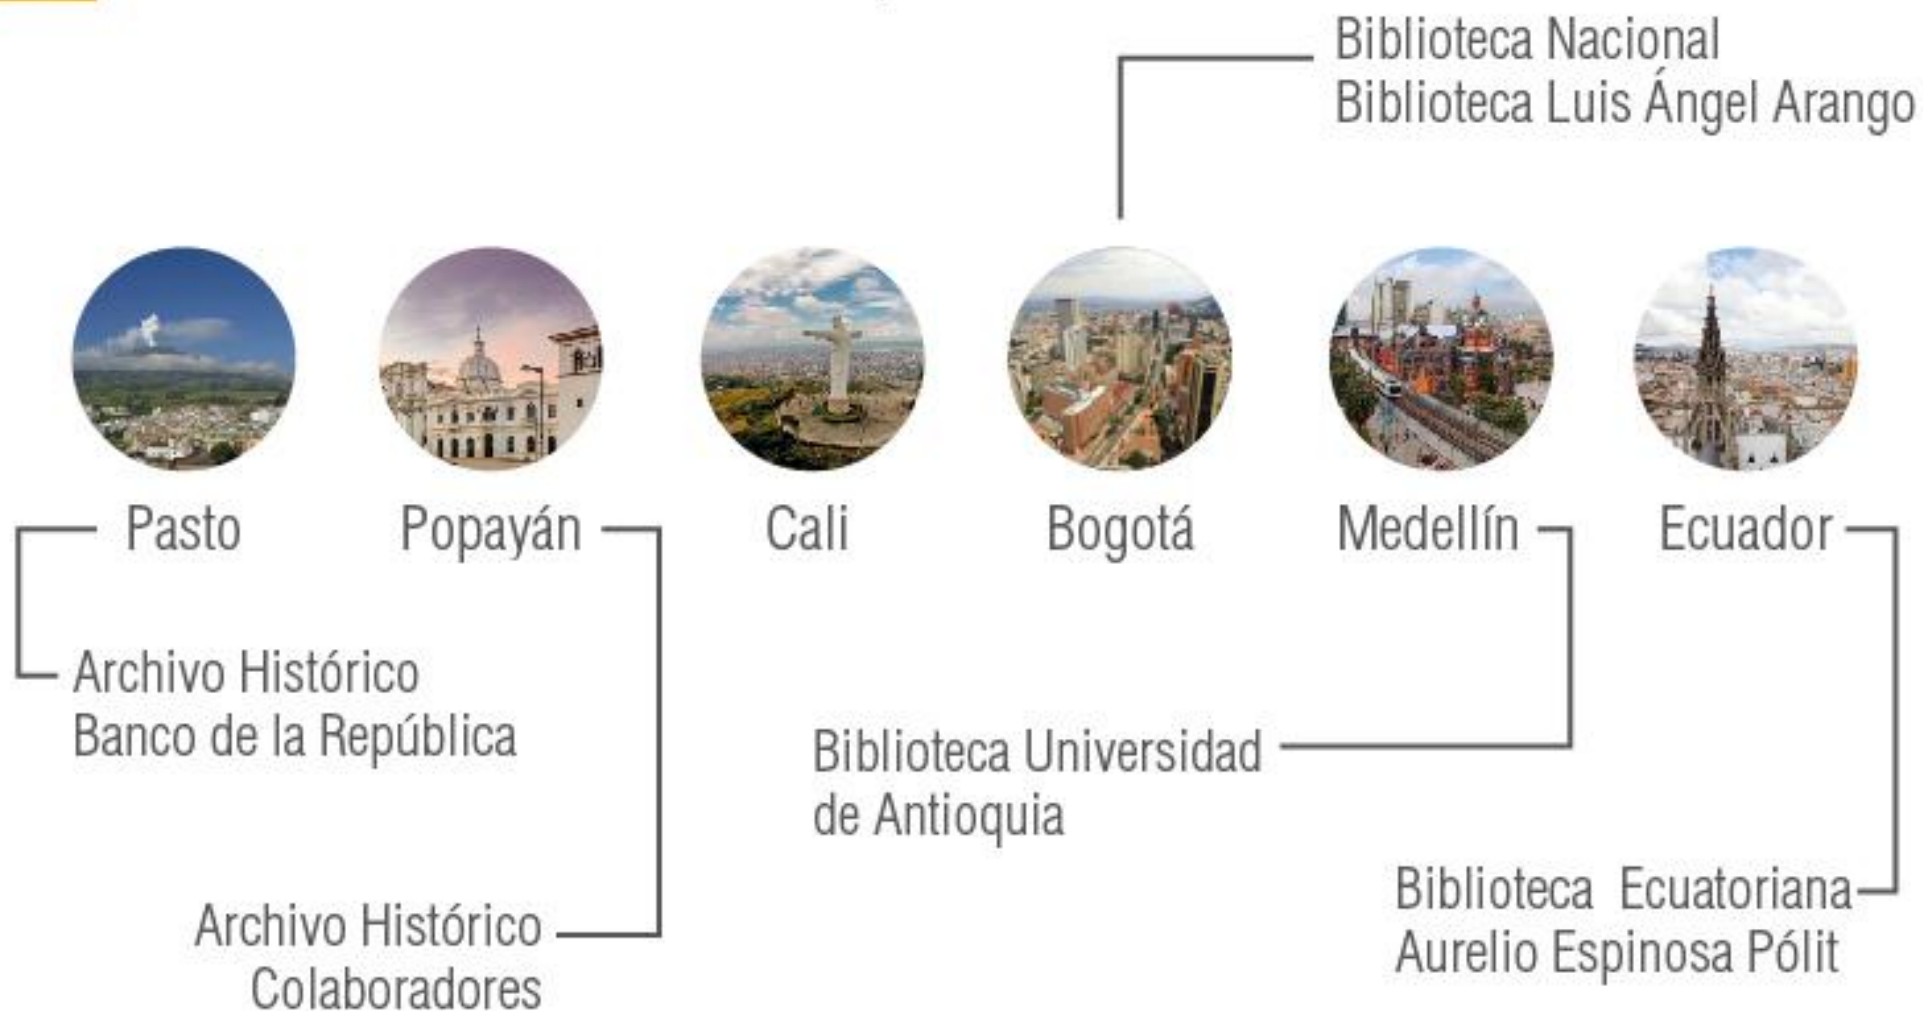 Biblioteca Nacional
Biblioteca Luis Ángel Arango
Pasto
Popayán
Cali
Bogotá
Medellín
Ecuador
Archivo Histórico
Banco de la República
Biblioteca Universidad
de Antioquia
Biblioteca Ecuatoriana
Aurelio Espinosa Pólit
Archivo Histórico
Colaboradores